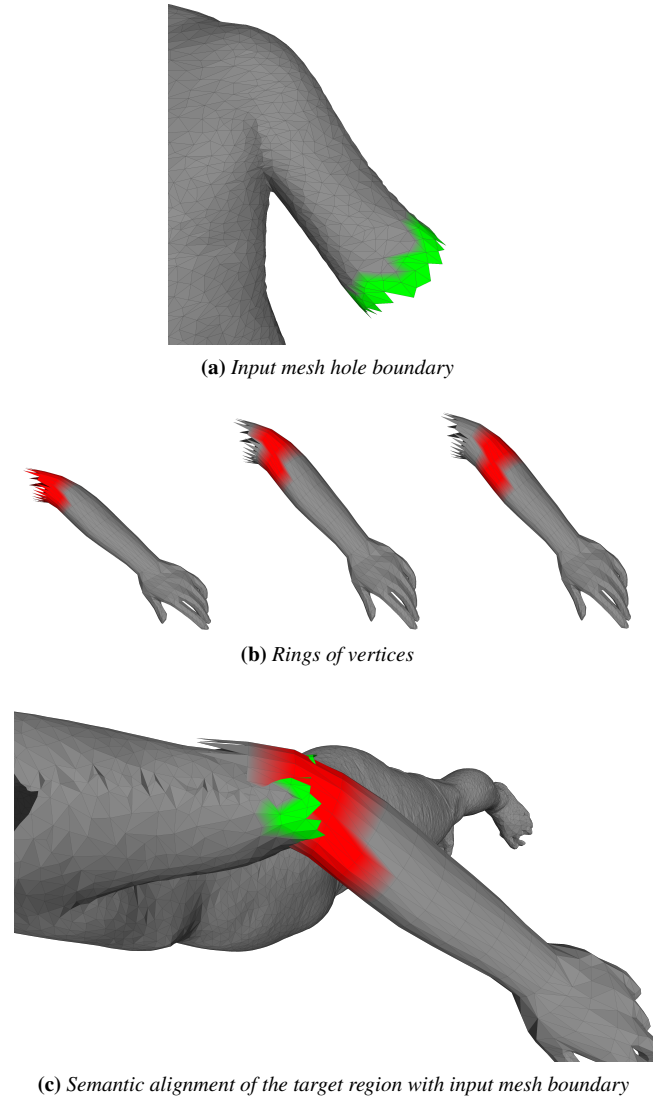 (a) Input mesh hole boundary
(b) Rings of vertices
(c) Semantic alignment of the target region with input mesh boundary